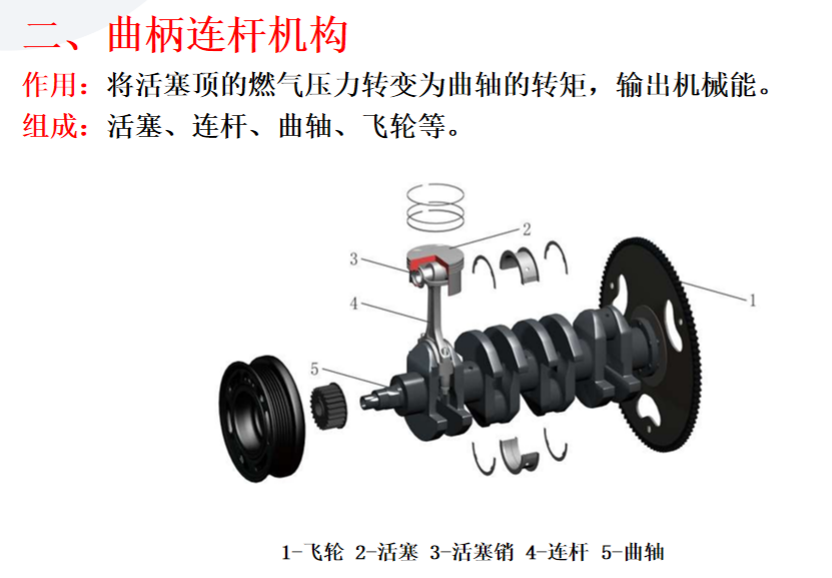 二、曲柄连杆机构
作用：将活塞顶的燃气压力转变为曲轴的转矩，输出机械能。
组成：活塞、连杆、曲轴、飞轮等。
2
3
1
4
5
1-飞轮 2-活塞 3-活塞销 4-连杆 5-曲轴